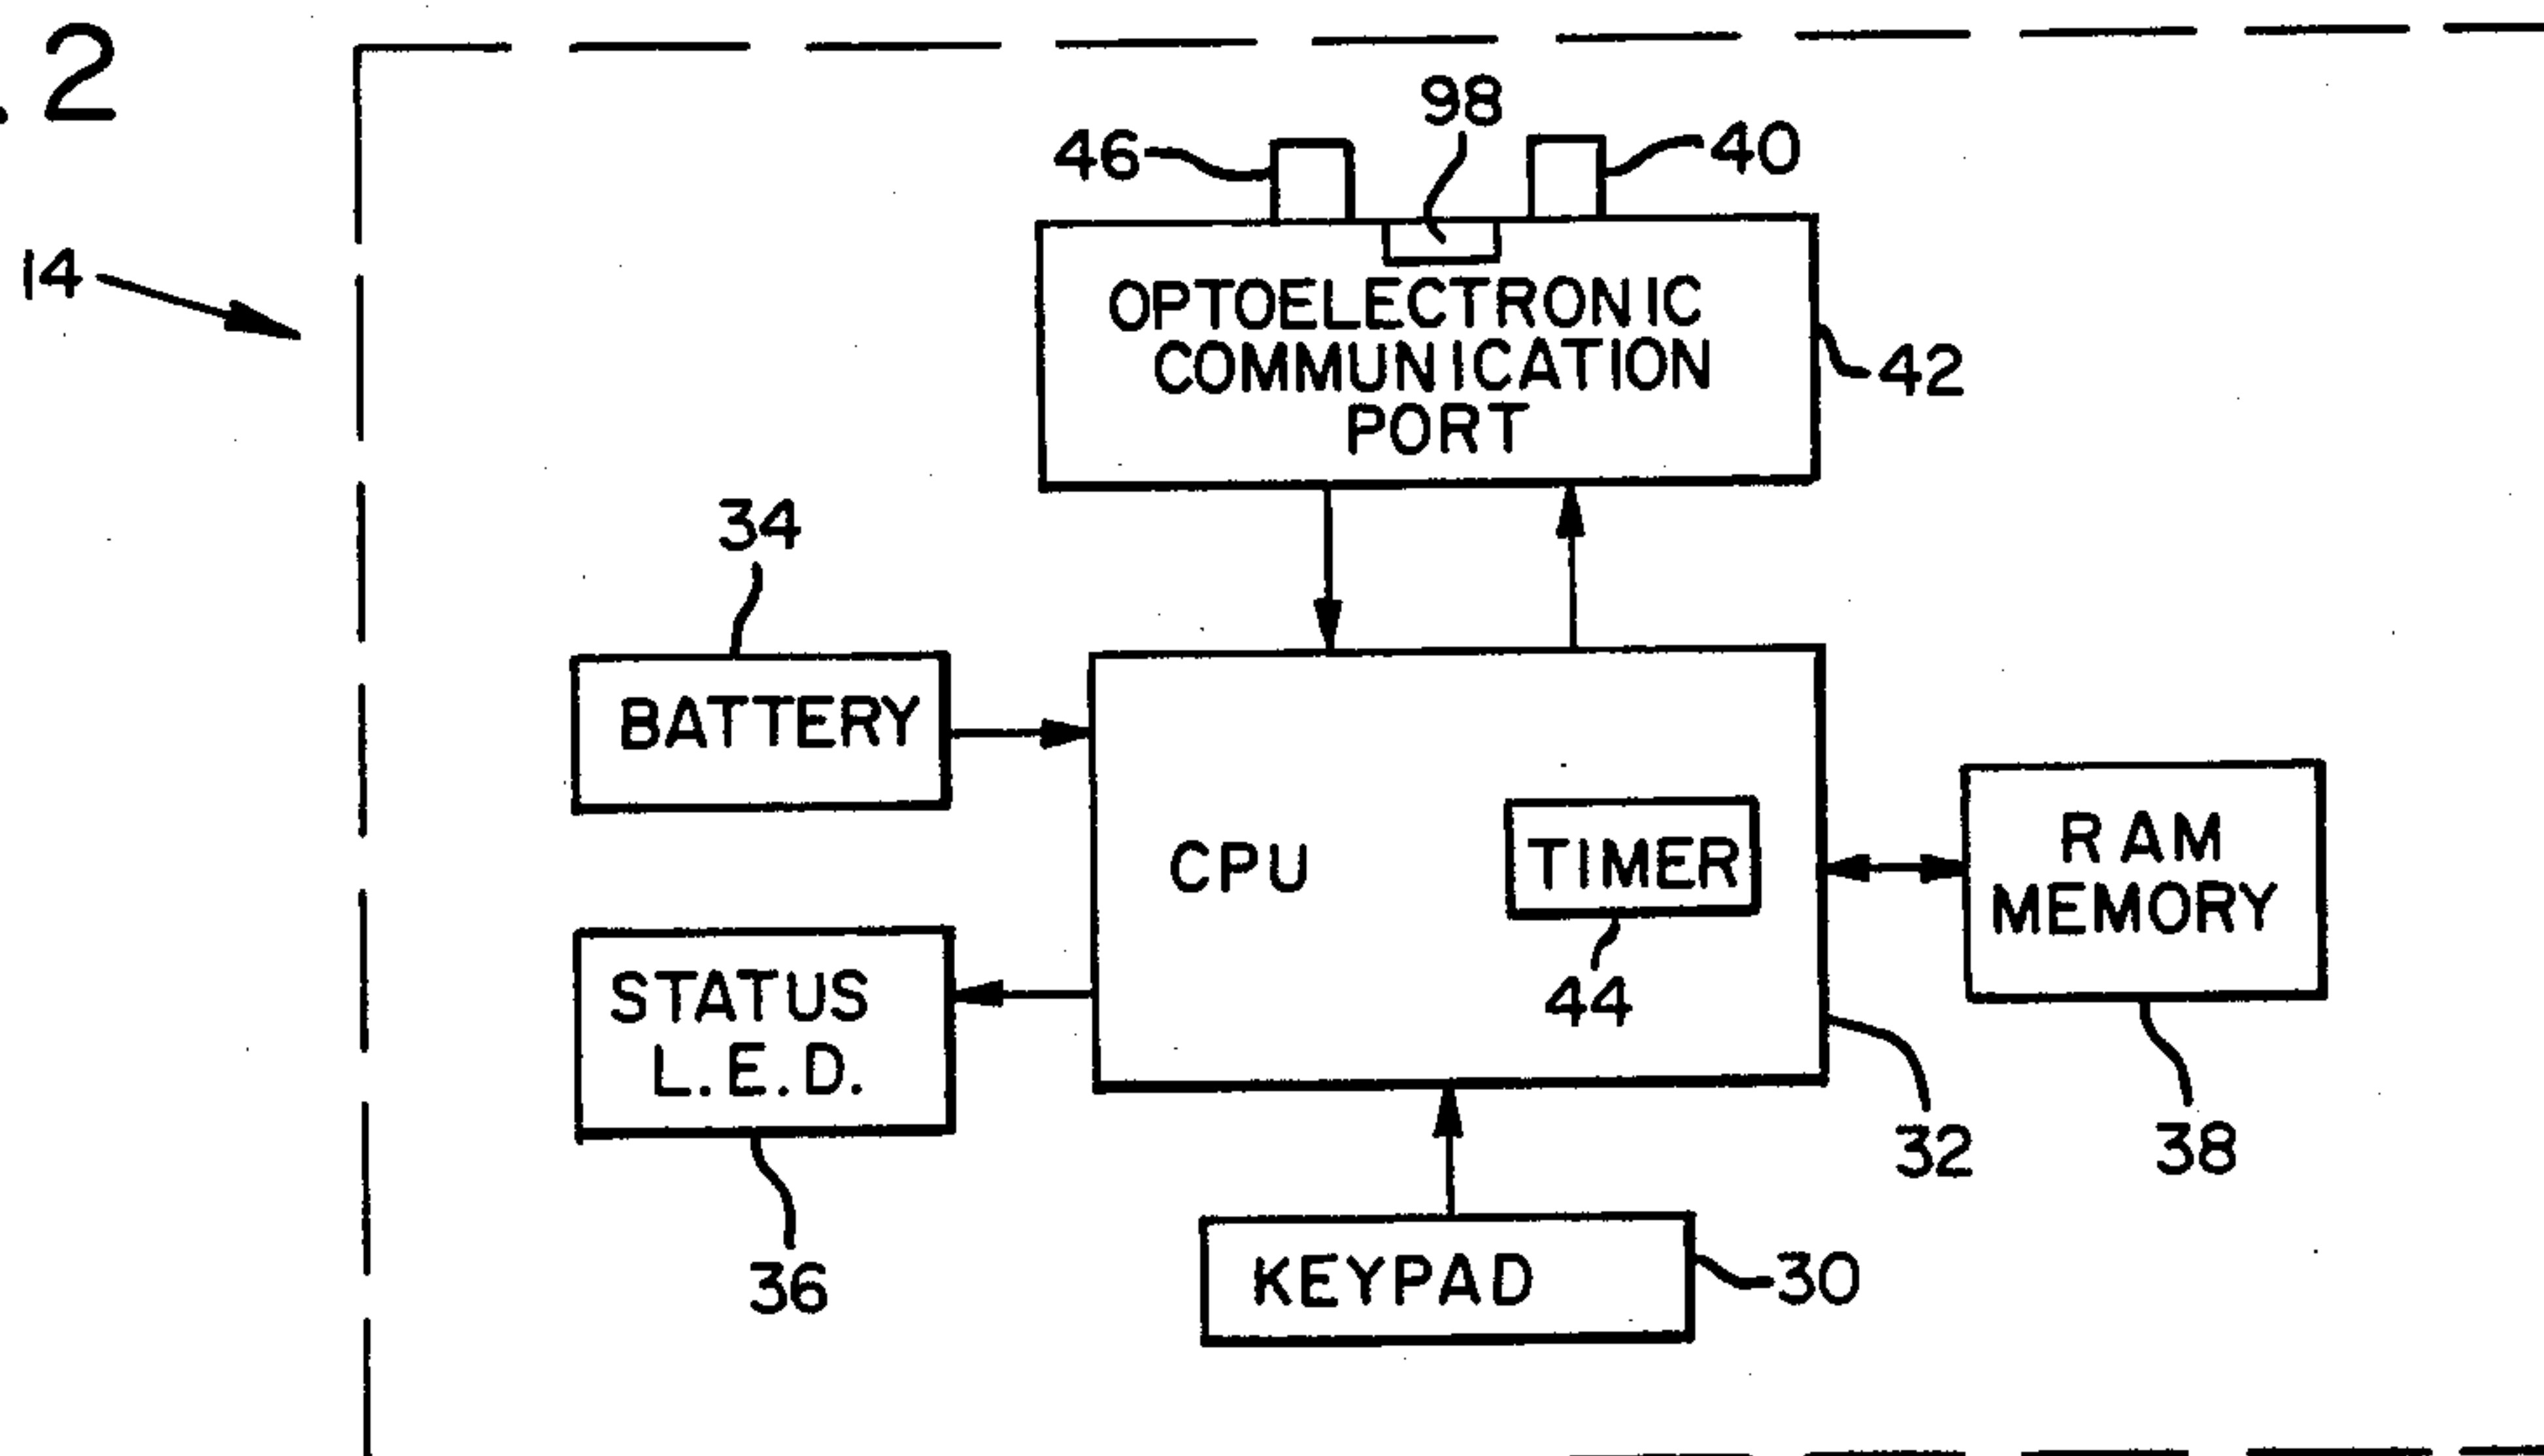 . 2
98
46
40
14
OPTOELECTRONIC
COMMUNICATION
PORT
42
34
BATTERY
CPU
TIMER
RAM
MEMORY
44
STATUS
L.E.D.
32
38
36
KEYPAD
30